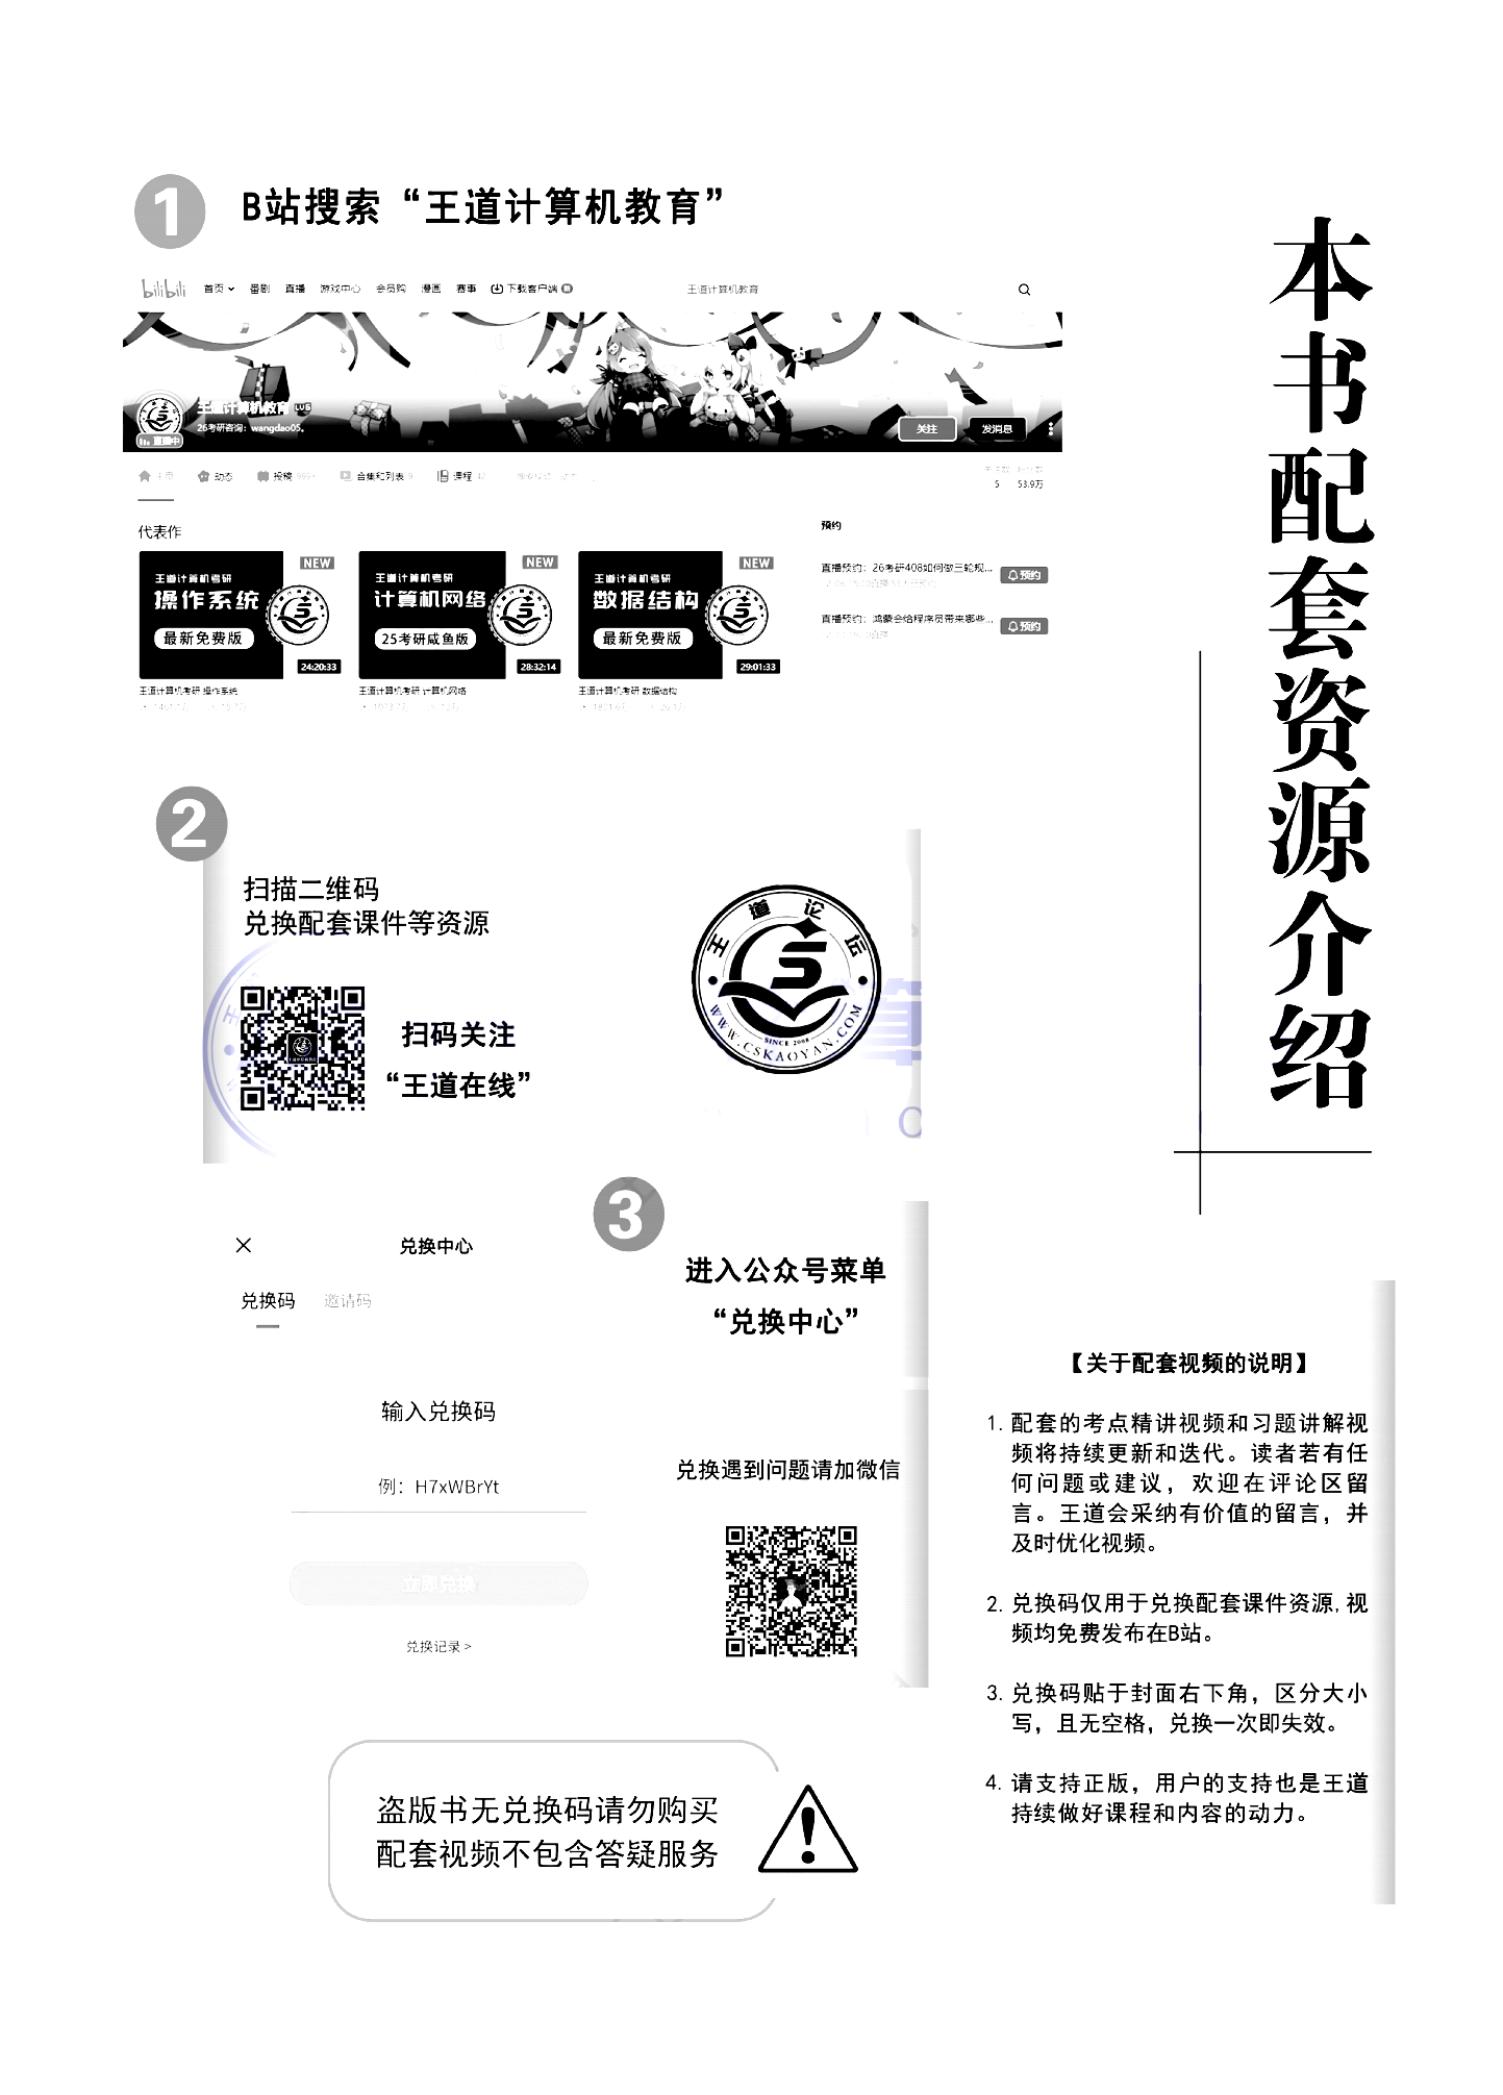 本书配套资源介绍
1
B站搜索“王道计算机教育”
bilibili 首页 番剧 直播 游戏中心 会员购 漫画 赛事 下载客户端 王道计算机教育
王道计算机教育 LV6
26考研咨询：wangdao05。
直播中
关注 发消息
主页 动态 投稿 合集和列表 课程
5 53.9万
代表作
预约
NEW
王道计算机考研
操作系统
最新免费版
24:20:33
王道计算机考研 操作系统
NEW
王道计算机考研
计算机网络
25考研咸鱼版
28:32:14
王道计算机考研 计算机网络
NEW
王道计算机考研
数据结构
最新免费版
29:01:33
王道计算机考研 数据结构
直播预约：26考研408如何做三轮规... 预约
直播预约：鸿蒙会给程序员带来哪些... 预约
2
扫描二维码
兑换配套课件等资源
扫码关注
“王道在线”
王道论坛
WWW.CSKAOYAN.COM
SINCE 2008
3
兑换中心
兑换码 邀请码
输入兑换码
例：H7xWBrYt
立即兑换
兑换记录 >
进入公众号菜单
“兑换中心”
兑换遇到问题请加微信
【关于配套视频的说明】
1. 配套的考点精讲视频和习题讲解视
频将持续更新和迭代。读者若有任
何问题或建议，欢迎在评论区留
言。王道会采纳有价值的留言，并
及时优化视频。
2. 兑换码仅用于兑换配套课件资源,视
频均免费发布在B站。
3. 兑换码贴于封面右下角，区分大小
写，且无空格，兑换一次即失效。
4. 请支持正版，用户的支持也是王道
持续做好课程和内容的动力。
盗版书无兑换码请勿购买
配套视频不包含答疑服务